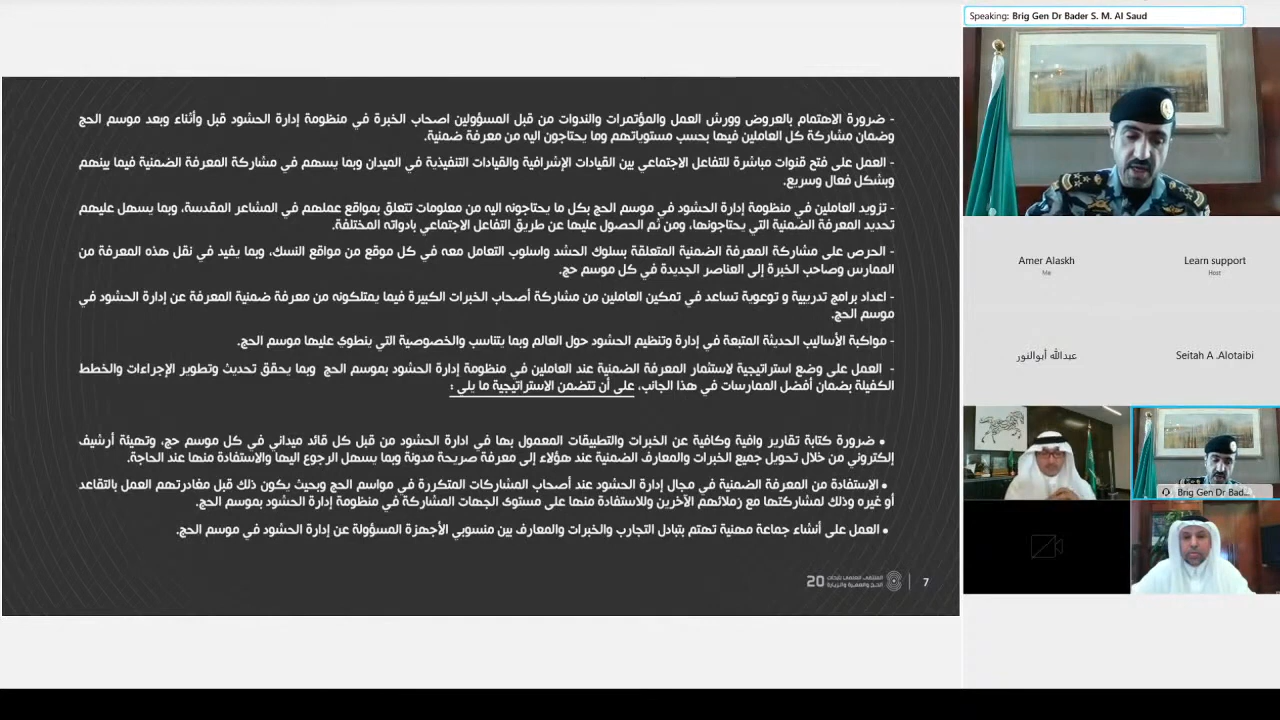 Speaking: Brig Gen Dr Bader S. M. Al Saud
- ضرورة الاهتمام بالعروض وورش العمل والمؤتمرات والندوات من قبل المسؤولين اصحاب الخبرة في منظومة إدارة الحشود قبل وأثناء وبعد موسم الحج
وضمان مشاركة كل العاملين فيها بحسب مستوياتهم وما يحتاجون اليه من معرفة ضمنية.
- العمل على فتح قنوات مباشرة للتفاعل الاجتماعي بين القيادات الإشرافية والقيادات التنفيذية في الميدان وبما يسهم في مشاركة المعرفة الضمنية فيما بينهم
وبشكل فعال وسريع.
- تزويد العاملين في منظومة إدارة الحشود في موسم الحج بكل ما يحتاجونه اليه من معلومات تتعلق بمواقع عملهم في المشاعر المقدسة، وبما يسهل عليهم
تحديد المعرفة الضمنية التي يحتاجونها، ومن ثم الحصول عليها عن طريق التفاعل الاجتماعي بادواته المختلفة.
- الحرص على مشاركة المعرفة الضمنية المتعلقة بسلوك الحشد واسلوب التعامل معه في كل موقع من مواقع النسك، وبما يفيد في نقل هذه المعرفة من
الممارس وصاحب الخبرة إلى العناصر الجديدة في كل موسم حج.
- اعداد برامج تدريبية و توعوية تساعد في تمكين العاملين من مشاركة أصحاب الخبرات الكبيرة فيما يمتلكونه من معرفة ضمنية المعرفة عن إدارة الحشود في
موسم الحج.
- مواكبة الأساليب الحديثة المتبعة في إدارة وتنظيم الحشود حول العالم وبما يتناسب والخصوصية التي ينطوي عليها موسم الحج.
- العمل على وضع استراتيجية لاستثمار المعرفة الضمنية عند العاملين في منظومة إدارة الحشود بموسم الحج وبما يحقق تحديث وتطوير الإجراءات والخطط
الكفيلة بضمان أفضل الممارسات في هذا الجانب، على أن تتضمن الاستراتيجية ما يلي :
• ضرورة كتابة تقارير وافية وكافية عن الخبرات والتطبيقات المعمول بها في ادارة الحشود من قبل كل قائد ميداني في كل موسم حج، وتهيئة أرشيف
إلكتروني من خلال تحويل جميع الخبرات والمعارف الضمنية عند هؤلاء إلى معرفة صريحة مدونة وبما يسهل الرجوع اليها والاستفادة منها عند الحاجة.
• الاستفادة من المعرفة الضمنية في مجال إدارة الحشود عند أصحاب المشاركات المتكررة في مواسم الحج وبحيث يكون ذلك قبل مغادرتهم العمل بالتقاعد
أو غيره وذلك لمشاركتها مع زملائهم الآخرين وللاستفادة منها على مستوى الجهات المشاركة في منظومة إدارة الحشود بموسم الحج.
• العمل على أنشاء جماعة مهنية تهتم بتبادل التجارب والخبرات والمعارف بين منسوبي الأجهزة المسؤولة عن إدارة الحشود في موسم الحج.
الملتقى العلمي لأبحاث
الحج والعمرة والزيارة
20
7
Amer Alaskh
Me
Learn support
Host
عبدالله أبوالنور
Seitah A .Alotaibi
Brig Gen Dr Bad...